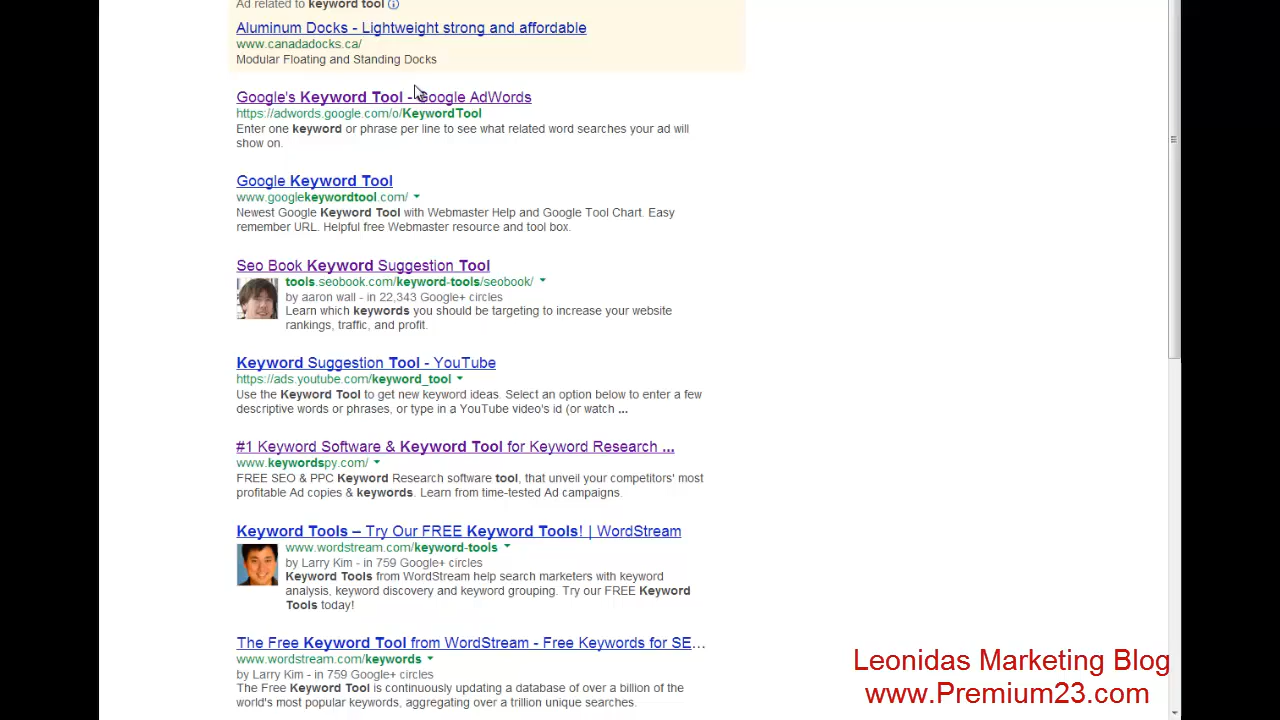 Ad related to keyword tool
Aluminum Docks - Lightweight strong and affordable
www.canadadocks.ca/
Modular Floating and Standing Docks
Google's Keyword Tool - Google AdWords
https://adwords.google.com/o/KeywordTool
Enter one keyword or phrase per line to see what related word searches your ad will
show on.
Google Keyword Tool
www.googlekeywordtool.com/
Newest Google Keyword Tool with Webmaster Help and Google Tool Chart. Easy
remember URL. Helpful free Webmaster resource and tool box.
Seo Book Keyword Suggestion Tool
tools.seobook.com/keyword-tools/seobook/
by aaron wall - in 22,343 Google+ circles
Learn which keywords you should be targeting to increase your website
rankings, traffic, and profit.
Keyword Suggestion Tool - YouTube
https://ads.youtube.com/keyword_tool
Use the Keyword Tool to get new keyword ideas. Select an option below to enter a few
descriptive words or phrases, or type in a YouTube video's id (or watch ...
#1 Keyword Software & Keyword Tool for Keyword Research ...
www.keywordspy.com/
FREE SEO & PPC Keyword Research software tool, that unveil your competitors' most
profitable Ad copies & keywords. Learn from time-tested Ad campaigns.
Keyword Tools – Try Our FREE Keyword Tools! | WordStream
www.wordstream.com/keyword-tools
by Larry Kim - in 759 Google+ circles
Keyword Tools from WordStream help search marketers with keyword
analysis, keyword discovery and keyword grouping. Try our FREE Keyword
Tools today!
The Free Keyword Tool from WordStream - Free Keywords for SE...
www.wordstream.com/keywords
by Larry Kim - in 759 Google+ circles
The Free Keyword Tool is continuously updating a database of over a billion of the
world's most popular keywords, aggregating over a trillion unique searches.
Leonidas Marketing Blog
www.Premium23.com